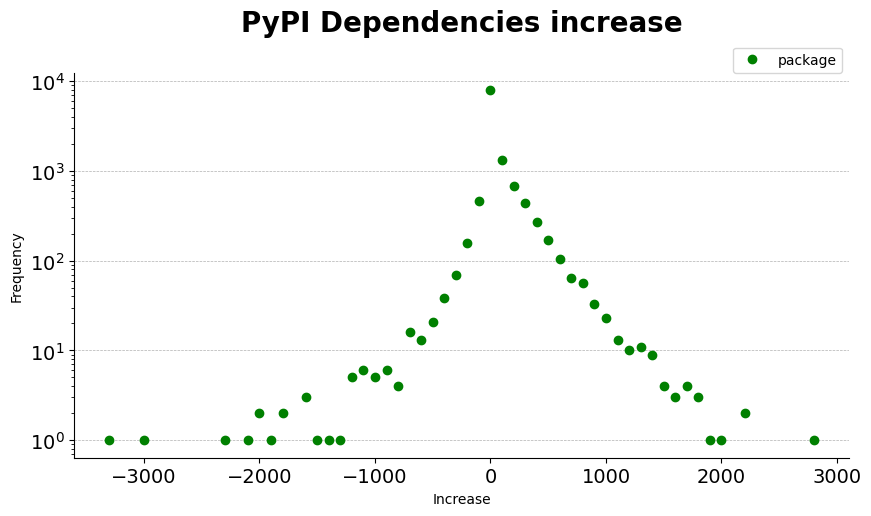 PyPI Dependencies increase
package
10⁴
10³
10²
10¹
10⁰
Frequency
−3000 −2000 −1000 0 1000 2000 3000
Increase